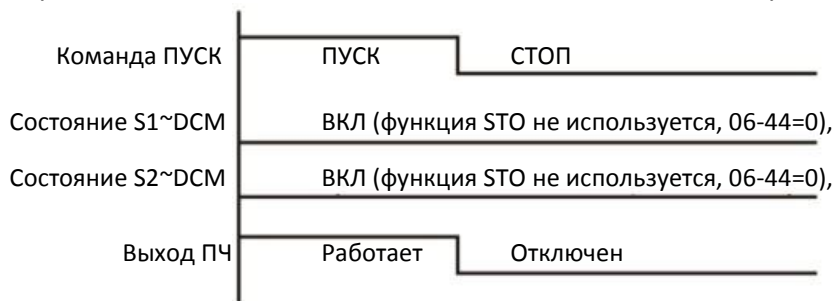 Команда ПУСК ПУСК СТОП
Состояние S1~DCM ВКЛ (функция STO не используется, 06-44=0),
Состояние S2~DCM ВКЛ (функция STO не используется, 06-44=0),
Выход ПЧ Работает Отключен